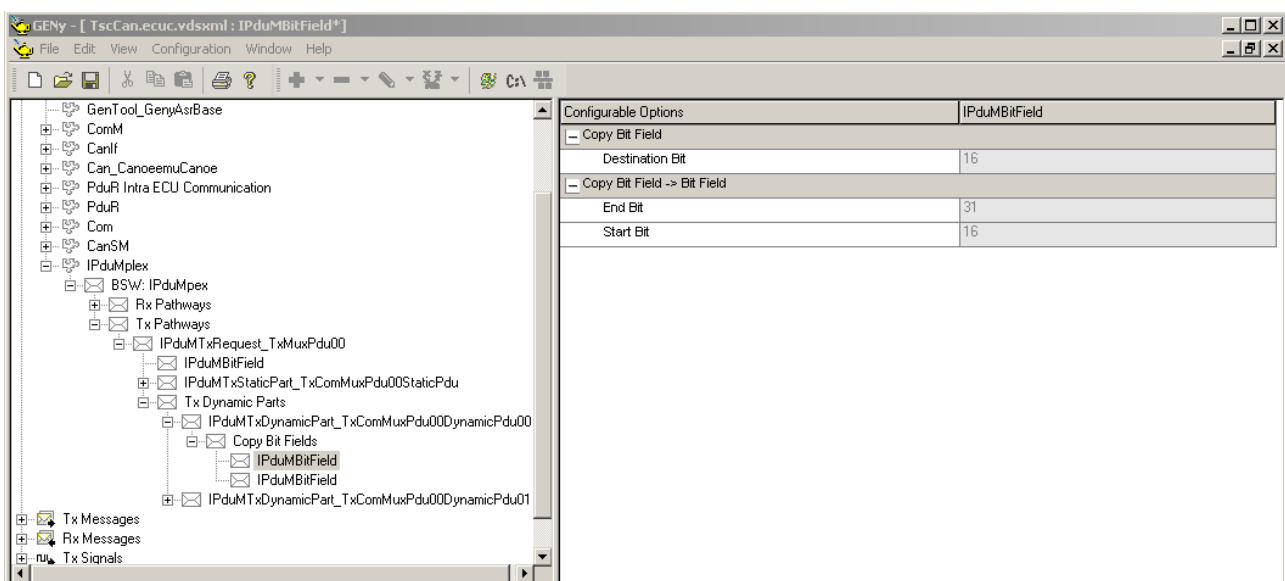 GENy - [ TscCan.ecuc.vdsxml : IPduMBitField*]
File Edit View Configuration Window Help
C:\
GenTool_GenyAsrBase
ComM
CanIf
Can_CanoeemuCanoe
PduR Intra ECU Communication
PduR
Com
CanSM
IPduMplex
BSW: IPduMpex
Rx Pathways
Tx Pathways
IPduMTxRequest_TxMuxPdu00
IPduMBitField
IPduMTxStaticPart_TxComMuxPdu00StaticPdu
Tx Dynamic Parts
IPduMTxDynamicPart_TxComMuxPdu00DynamicPdu00
Copy Bit Fields
IPduMBitField
IPduMBitField
IPduMTxDynamicPart_TxComMuxPdu00DynamicPdu01
Tx Messages
Rx Messages
Tx Signals
Configurable Options IPduMBitField
Copy Bit Field
Destination Bit 16
Copy Bit Field -> Bit Field
End Bit 31
Start Bit 16